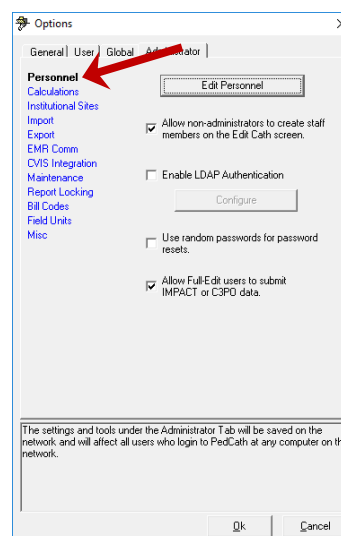 Options
General User Global Administrator
Personnel
Calculations
Institutional Sites
Import
Export
EMR Comm
CVIS Integration
Maintenance
Report Locking
Bill Codes
Field Units
Misc
Edit Personnel
Allow non-administrators to create staff
members on the Edit Cath screen.
Enable LDAP Authentication
Configure
Use random passwords for password
resets.
Allow Full-Edit users to submit
IMPACT or C3PO data.
The settings and tools under the Administrator Tab will be saved on the
network and will affect all users who login to PedCath at any computer on
network.
Ok Cancel